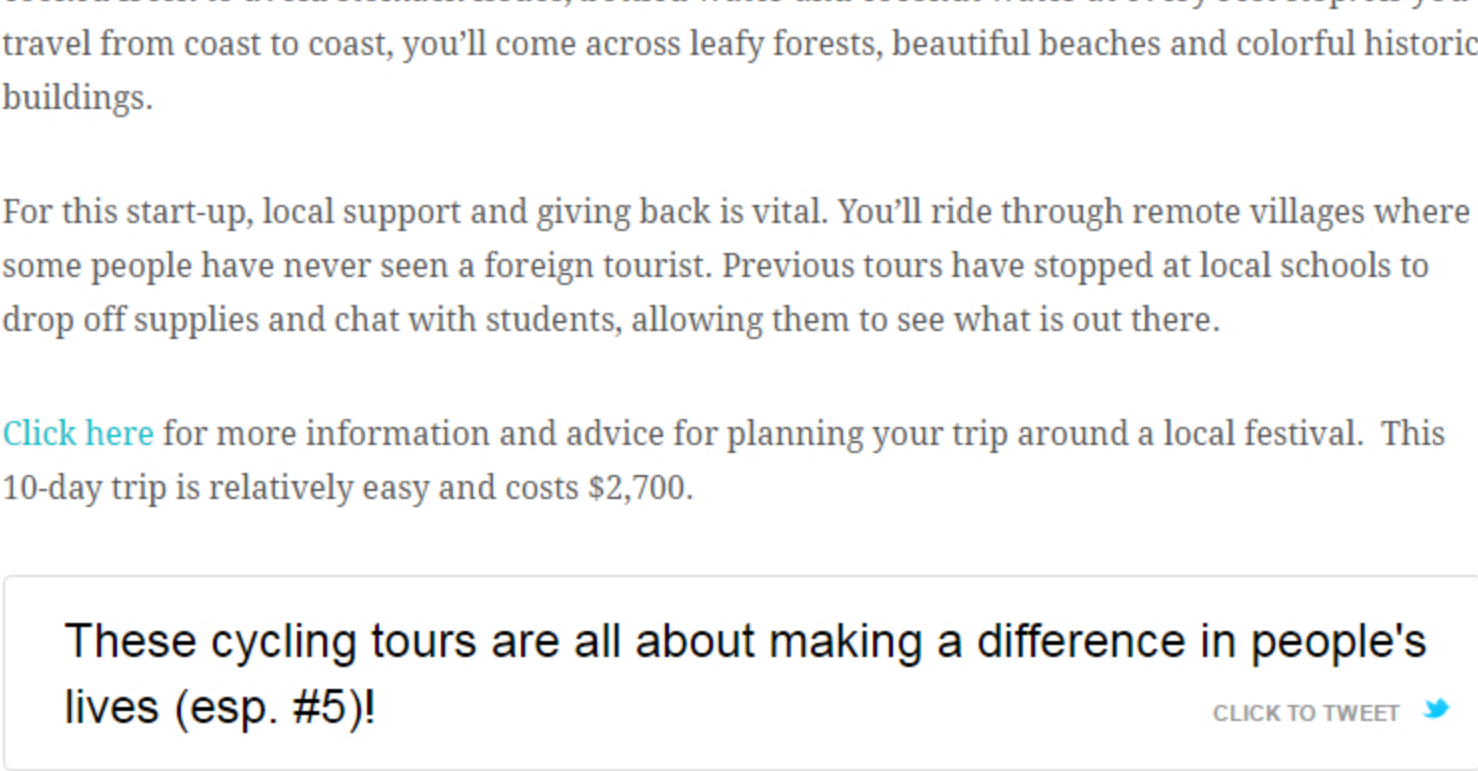 travel from coast to coast, you’ll come across leafy forests, beautiful beaches and colorful historic
buildings.
For this start-up, local support and giving back is vital. You’ll ride through remote villages where
some people have never seen a foreign tourist. Previous tours have stopped at local schools to
drop off supplies and chat with students, allowing them to see what is out there.
Click here for more information and advice for planning your trip around a local festival.  This
10-day trip is relatively easy and costs $2,700.
These cycling tours are all about making a difference in people's
lives (esp. #5)!
CLICK TO TWEET